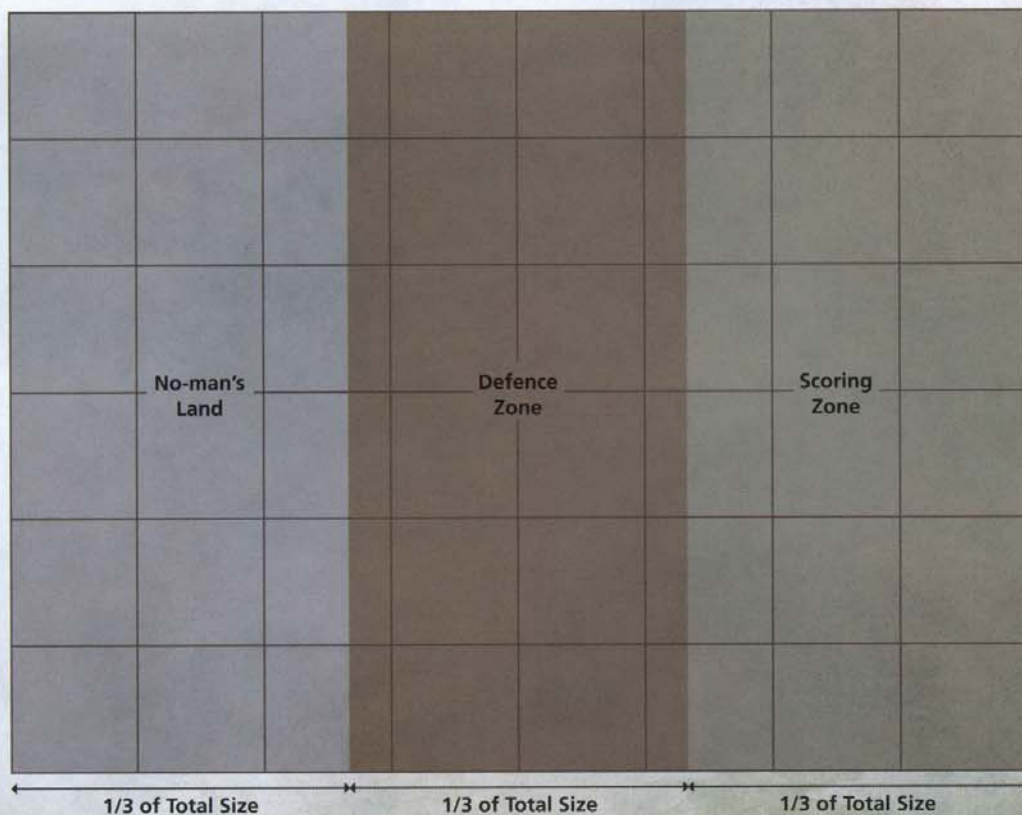 No-man's
Land
Defence
Zone
Scoring
Zone
1/3 of Total Size
1/3 of Total Size
1/3 of Total Size